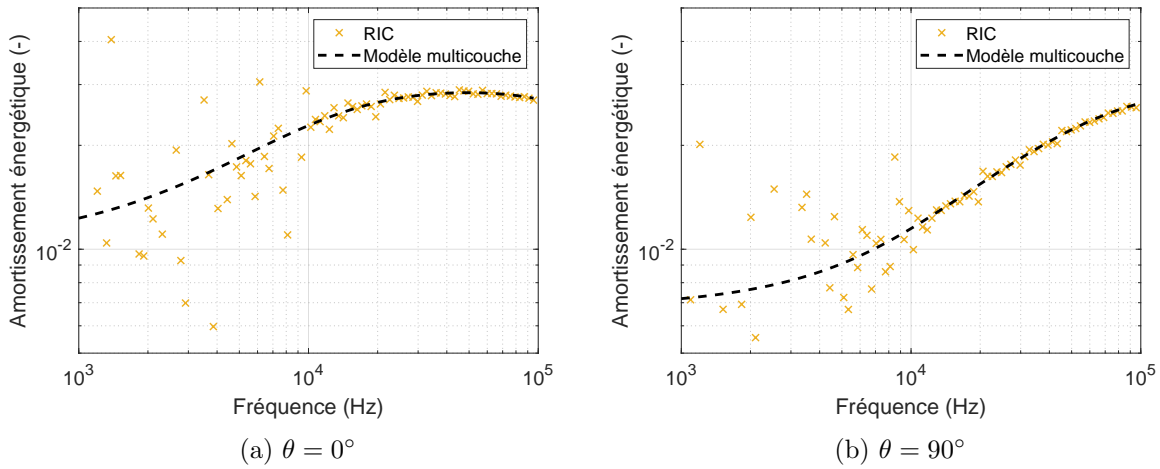 Amortissement énergétique (-)
10^-2
RIC
Modèle multicouche
10^3
10^4
10^5
Fréquence (Hz)
(a) θ = 0°
Amortissement énergétique (-)
10^-2
RIC
Modèle multicouche
10^3
10^4
10^5
Fréquence (Hz)
(b) θ = 90°